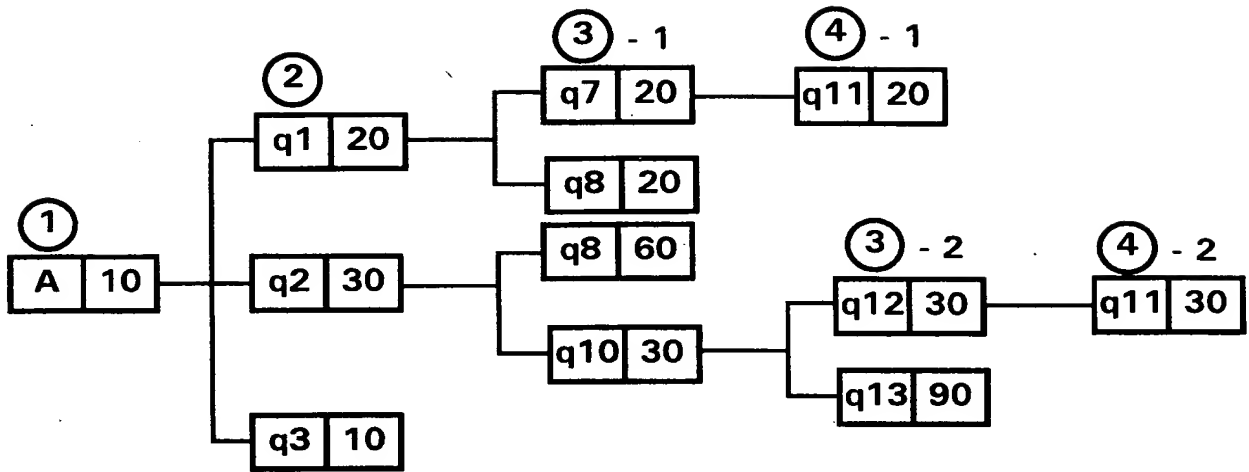 ③ - 1
④ - 1
②
q7 20
q11 20
q1 20
q8 20
①
③ - 2
④ - 2
q8 60
A 10
q2 30
q12 30
q11 30
q10 30
q13 90
q3 10